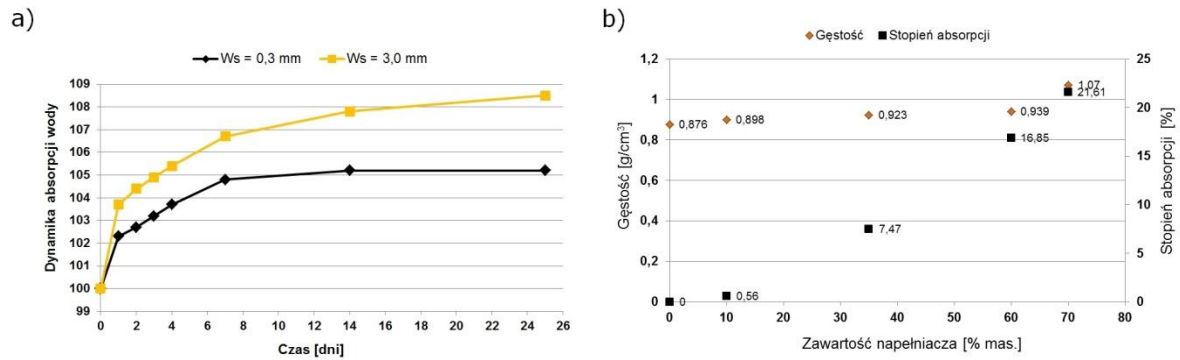 a)
Ws = 0,3 mm
Ws = 3,0 mm
Dynamika absorpcji wody
109
108
107
106
105
104
103
102
101
100
99
0 2 4 6 8 10 12 14 16 18 20 22 24 26
Czas [dni]
b)
Gęstość
Stopień absorpcji
Gęstość [g/cm³]
1,2
1
0,8
0,6
0,4
0,2
0
0,876
0,898
0,923
0,939
1,07
21,61
16,85
7,47
0,56
0
25
20
15
10
5
0
Stopień absorpcji [%]
0 10 20 30 40 50 60 70 80
Zawartość napełniacza [% mas.]